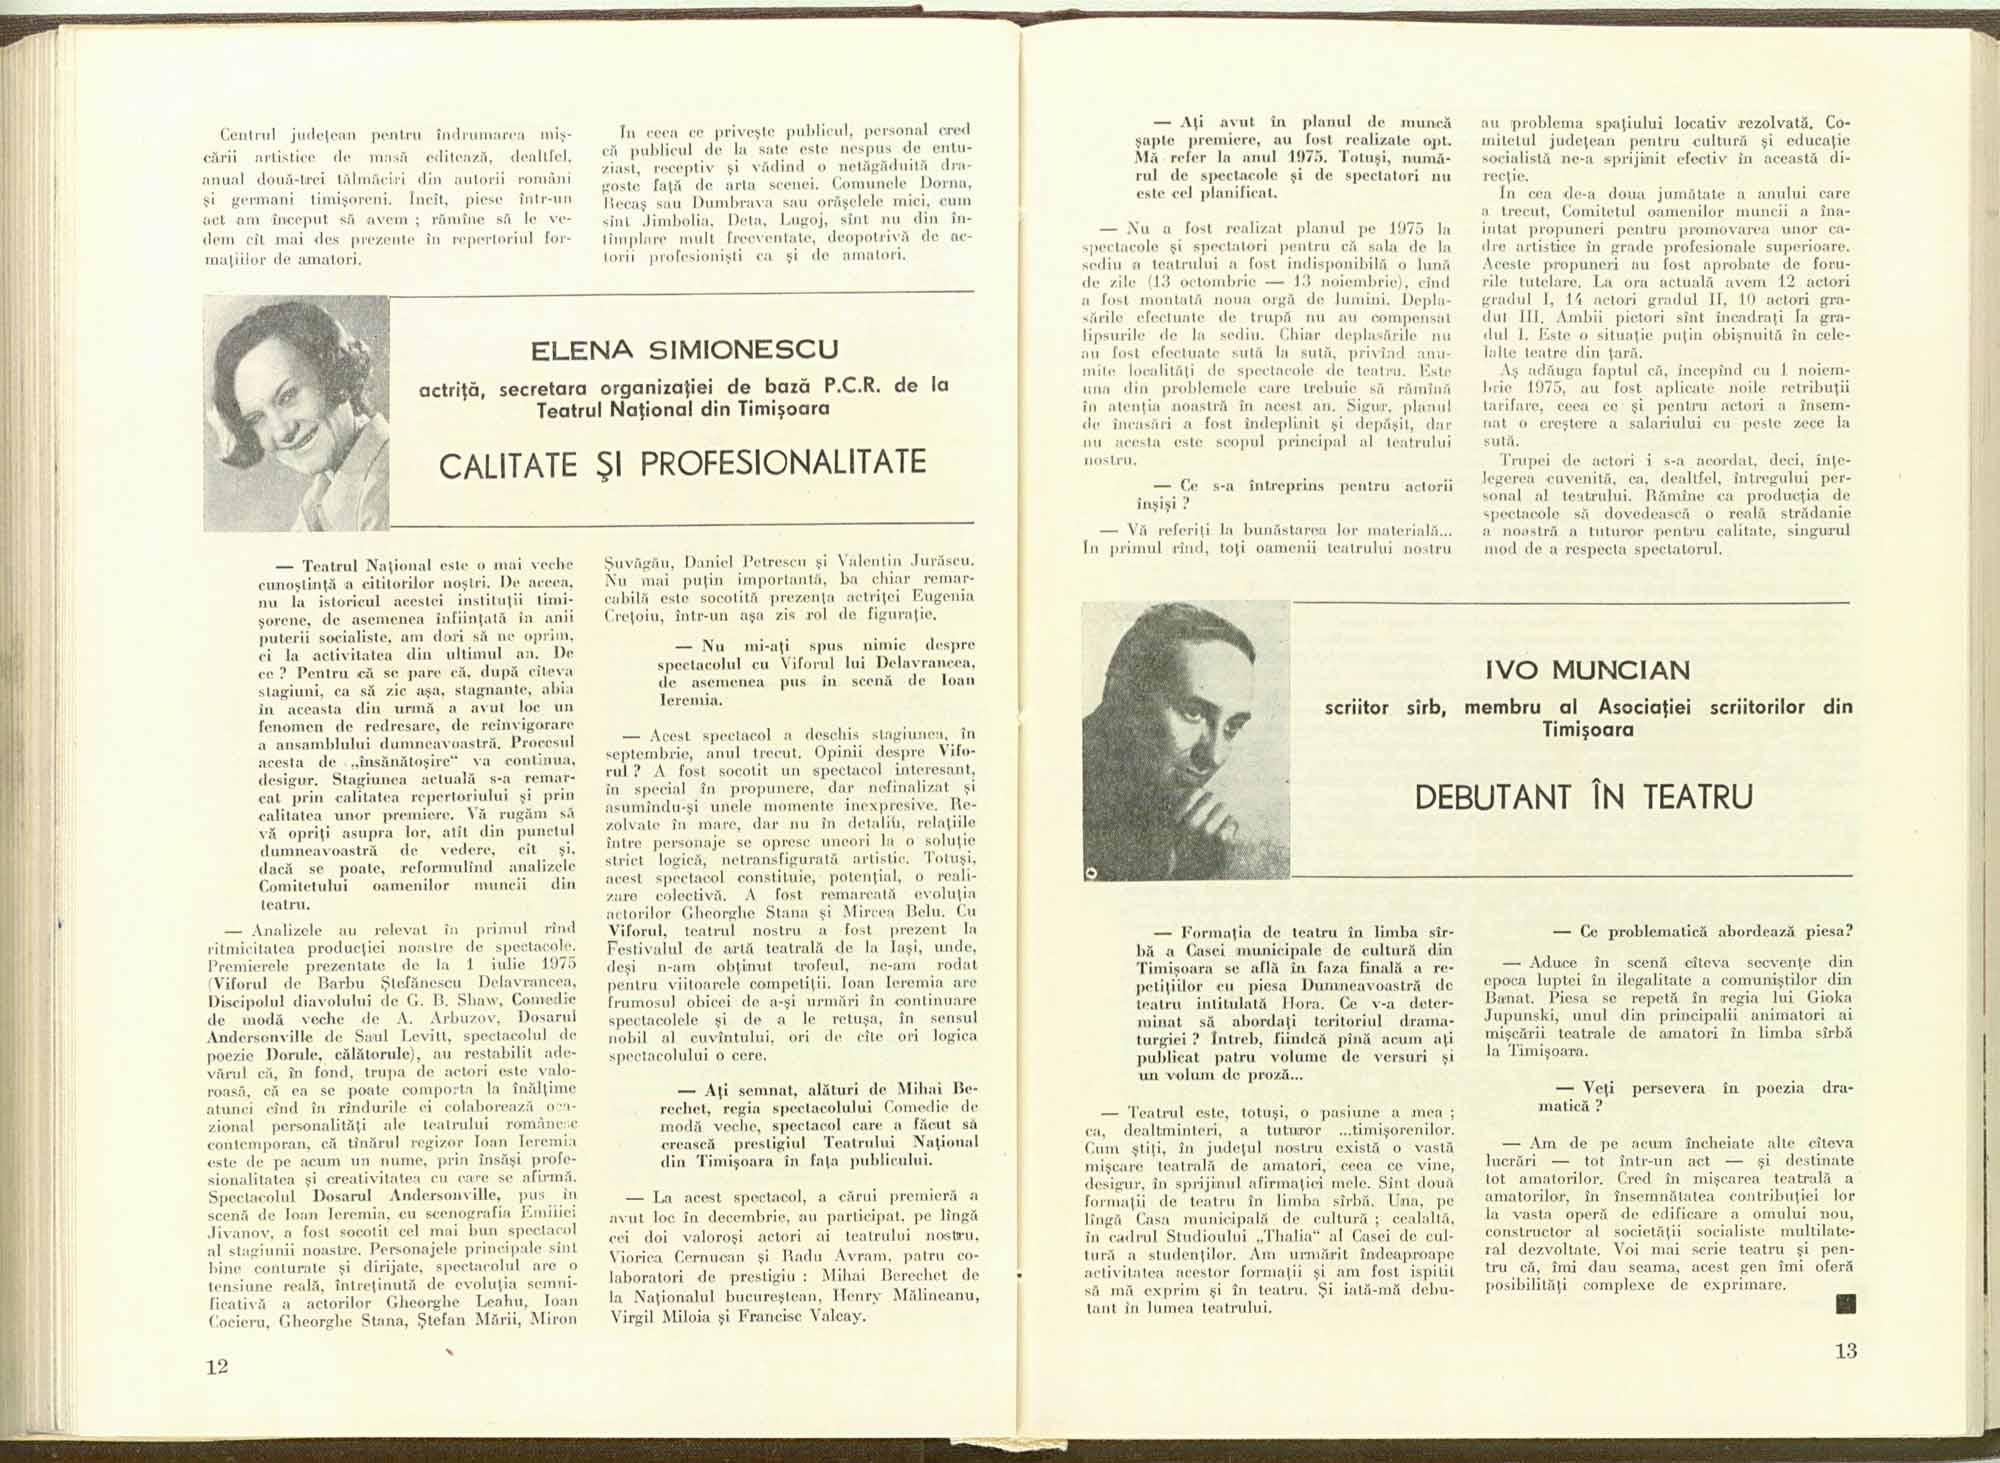 Centrul județean pentru îndrumarea miș-
cării artistice de masă editează, dealtfel,
anual două-trei tălmăciri din autorii români
și germani timișoreni. Încît, piese într-un
act am început să avem ; rămîne să le ve-
dem cît mai des prezente în repertoriul for-
mațiilor de amatori.
În ceea ce privește publicul, personal cred
că publicul de la sate este nespus de entu-
ziast, receptiv și vădind o netăgăduită dra-
goste față de arta scenei. Comunele Dorna,
Recaș sau Dumbrava sau orășelele mici, cum
sînt Jimbolia, Deta, Lugoj, sînt nu din în-
tîmplare mult frecventate, deopotrivă de ac-
torii profesioniști ca și de amatori.
ELENA SIMIONESCU
actriță, secretara organizației de bază P.C.R. de la
Teatrul Național din Timișoara
CALITATE ȘI PROFESIONALITATE
— Teatrul Național este o mai veche
cunoștință a cititorilor noștri. De aceea,
nu la istoricul acestei instituții timi-
șorene, de asemenea înființată în anii
puterii socialiste, am dori să ne oprim,
ci la activitatea din ultimul an. De
ce ? Pentru că se pare că, după cîteva
stagiuni, ca să zic așa, stagnante, abia
în aceasta din urmă a avut loc un
fenomen de redresare, de reînvigorare
a ansamblului dumneavoastră. Procesul
acesta de „însănătoșire“ va continua,
desigur. Stagiunea actuală s-a remar-
cat prin calitatea repertoriului și prin
calitatea unor premiere. Vă rugăm să
vă opriți asupra lor, atît din punctul
dumneavoastră de vedere, cît și,
dacă se poate, reformulînd analizele
Comitetului oamenilor muncii din
teatru.
— Analizele au relevat în primul rînd
ritmicitatea producției noastre de spectacole.
Premierele prezentate de la 1 iulie 1975
(Viforul de Barbu Ștefănescu Delavrancea,
Discipolul diavolului de G. B. Shaw, Comedie
de modă veche de A. Arbuzov, Dosarul
Andersonville de Saul Levitt, spectacolul de
poezie Dorule, călătorule), au restabilit ade-
vărul că, în fond, trupa de actori este valo-
roasă, că ea se poate comporta la înălțime
atunci cînd în rîndurile ei colaborează oca-
zional personalități ale teatrului românesc
contemporan, că tînărul regizor Ioan Ieremia
este de pe acum un nume, prin însăși profe-
sionalitatea și creativitatea cu care se afirmă.
Spectacolul Dosarul Andersonville, pus în
scenă de Ioan Ieremia, cu scenografia Emiliei
Jivanov, a fost socotit cel mai bun spectacol
al stagiunii noastre. Personajele principale sînt
bine conturate și dirijate, spectacolul are o
tensiune reală, întreținută de evoluția semni-
ficativă a actorilor Gheorghe Leahu, Ioan
Cocieru, Gheorghe Stana, Ștefan Mării, Miron
Șuvăgău, Daniel Petrescu și Valentin Jurăscu.
Nu mai puțin importantă, ba chiar remar-
cabilă este socotită prezența actriței Eugenia
Crețoiu, într-un așa zis rol de figurație.
— Nu mi-ați spus nimic despre
spectacolul cu Viforul lui Delavrancea,
de asemenea pus în scenă de Ioan
Ieremia.
— Acest spectacol a deschis stagiunea, în
septembrie, anul trecut. Opinii despre Vifo-
rul ? A fost socotit un spectacol interesant,
în special în propunere, dar nefinalizat și
asumîndu-și unele momente inexpresive. Re-
zolvate în mare, dar nu în detaliu, relațiile
între personaje se opresc uneori la o soluție
strict logică, netransfigurată artistic. Totuși,
acest spectacol constituie, potențial, o reali-
zare colectivă. A fost remarcată evoluția
actorilor Gheorghe Stana și Mircea Belu. Cu
Viforul, teatrul nostru a fost prezent la
Festivalul de artă teatrală de la Iași, unde,
deși n-am obținut trofeul, ne-am rodat
pentru viitoarele competiții. Ioan Ieremia are
frumosul obicei de a-și urmări în continuare
spectacolele și de a le retușa, în sensul
nobil al cuvîntului, ori de cîte ori logica
spectacolului o cere.
— Ați semnat, alături de Mihai Be-
rechet, regia spectacolului Comedie de
modă veche, spectacol care a făcut să
crească prestigiul Teatrului Național
din Timișoara în fața publicului.
— La acest spectacol, a cărui premieră a
avut loc în decembrie, au participat, pe lîngă
cei doi valoroși actori ai teatrului nostru,
Viorica Cernucan și Radu Avram, patru co-
laboratori de prestigiu : Mihai Berechet de
la Naționalul bucureștean, Henry Mălineanu,
Virgil Miloia și Francisc Valcay.
12
— Ați avut în planul de muncă
șapte premiere, au fost realizate opt.
Mă refer la anul 1975. Totuși, numă-
rul de spectacole și de spectatori nu
este cel planificat.
— Nu a fost realizat planul pe 1975 la
spectacole și spectatori pentru că sala de la
sediu a teatrului a fost indisponibilă o lună
de zile (13 octombrie — 13 noiembrie), cînd
a fost montată noua orgă de lumini. Depla-
sările efectuate de trupă nu au compensat
lipsurile de la sediu. Chiar deplasările nu
au fost efectuate sută la sută, privind anu-
mite localități de spectacole de teatru. Este
una din problemele care trebuie să rămînă
în atenția noastră în acest an. Sigur, planul
de încasări a fost îndeplinit și depășit, dar
nu acesta este scopul principal al teatrului
nostru.
— Ce s-a întreprins pentru actorii
înșiși ?
— Vă referiți la bunăstarea lor materială...
În primul rînd, toți oamenii teatrului nostru
au problema spațiului locativ rezolvată. Co-
mitetul județean pentru cultură și educație
socialistă ne-a sprijinit efectiv în această di-
recție.
În cea de-a doua jumătate a anului care
a trecut, Comitetul oamenilor muncii a îna-
intat propuneri pentru promovarea unor ca-
dre artistice în grade profesionale superioare.
Aceste propuneri au fost aprobate de foru-
rile tutelare. La ora actuală avem 12 actori
gradul I, 14 actori gradul II, 10 actori gra-
dul III. Ambii pictori sînt încadrați la gra-
dul I. Este o situație puțin obișnuită în cele-
lalte teatre din țară.
Aș adăuga faptul că, începînd cu 1 noiem-
brie 1975, au fost aplicate noile retribuții
tarifare, ceea ce și pentru actori a însem-
nat o creștere a salariului cu peste zece la
sută.
Trupei de actori i s-a acordat, deci, înțe-
legerea cuvenită, ca, dealtfel, întregului per-
sonal al teatrului. Rămîne ca producția de
spectacole să dovedească o reală strădanie
a noastră a tuturor pentru calitate, singurul
mod de a respecta spectatorul.
IVO MUNCIAN
scriitor sîrb, membru al Asociației scriitorilor din
Timișoara
DEBUTANT ÎN TEATRU
— Formația de teatru în limba sîr-
bă a Casei municipale de cultură din
Timișoara se află în faza finală a re-
petițiilor cu piesa Dumneavoastră de
teatru intitulată Hora. Ce v-a deter-
minat să abordați teritoriul drama-
turgiei ? Întreb, fiindcă pînă acum ați
publicat patru volume de versuri și
un volum de proză...
— Teatrul este, totuși, o pasiune a mea ;
ca, dealtminteri, a tuturor ...timișorenilor.
Cum știți, în județul nostru există o vastă
mișcare teatrală de amatori, ceea ce vine,
desigur, în sprijinul afirmației mele. Sînt două
formații de teatru în limba sîrbă. Una, pe
lîngă Casa municipală de cultură ; cealaltă,
în cadrul Studioului „Thalia“ al Casei de cul-
tură a studenților. Am urmărit îndeaproape
activitatea acestor formații și am fost ispitit
să mă exprim și în teatru. Și iată-mă debu-
tant în lumea teatrului.
— Ce problematică abordează piesa?
— Aduce în scenă cîteva secvențe din
epoca luptei în ilegalitate a comuniștilor din
Banat. Piesa se repetă în regia lui Gioka
Jupunski, unul din principalii animatori ai
mișcării teatrale de amatori în limba sîrbă
la Timișoara.
— Veți persevera în poezia dra-
matică ?
— Am de pe acum încheiate alte cîteva
lucrări — tot într-un act — și destinate
tot amatorilor. Cred în mișcarea teatrală a
amatorilor, în însemnătatea contribuției lor
la vasta operă de edificare a omului nou,
constructor al societății socialiste multilate-
ral dezvoltate. Voi mai scrie teatru și pen-
tru că, îmi dau seama, acest gen îmi oferă
posibilități complexe de exprimare.
13